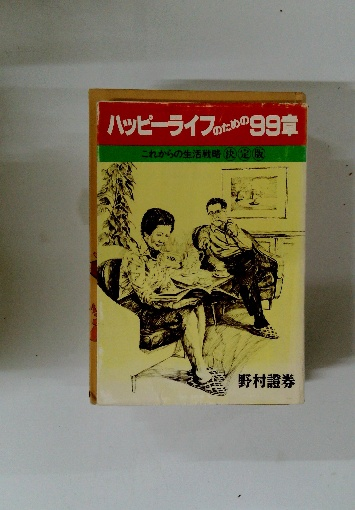 ハッピーライフのための99章
これからの生活戦略 決定版
野村證券